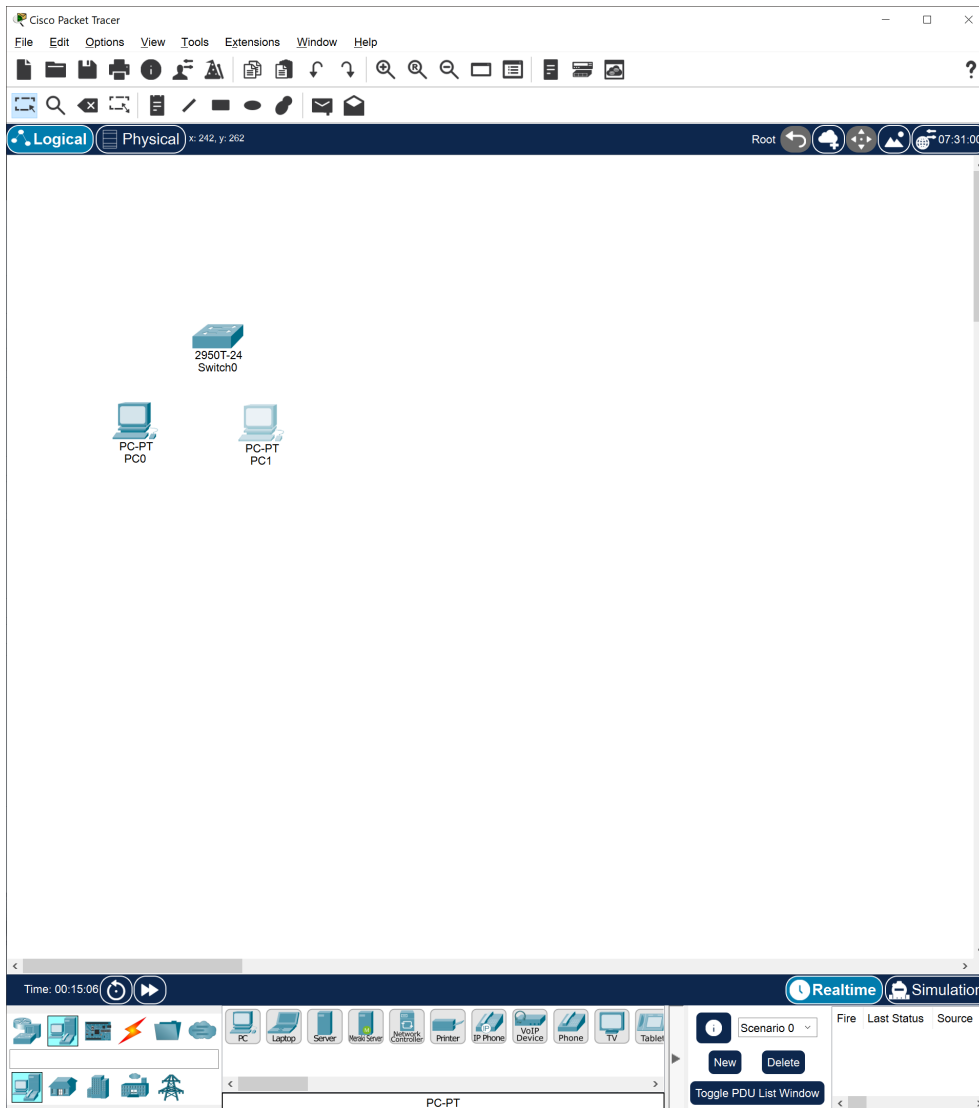 Cisco Packet Tracer
File Edit Options View Tools Extensions Window Help
?
Logical Physical x: 242, y: 262 Root 07:31:00
2950T-24
Switch0
PC-PT
PC0
PC-PT
PC1
Time: 00:15:06 Realtime Simulation
PC Laptop Server Meraki Server Network Controller Printer IP Phone VoIP Device Phone TV Tablet
Scenario 0
Fire Last Status Source
New Delete
Toggle PDU List Window
PC-PT